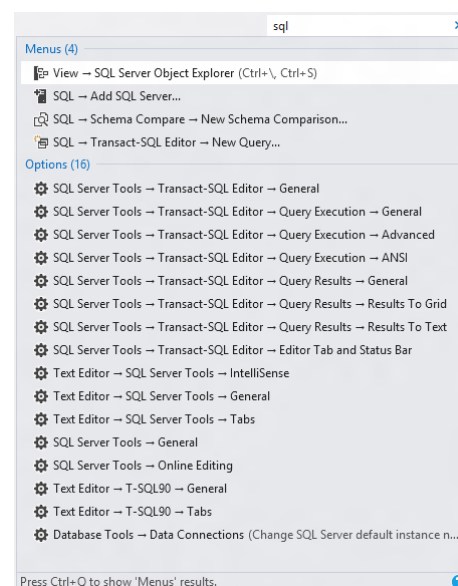 sql
Menus (4)
View → SQL Server Object Explorer (Ctrl+\, Ctrl+S)
SQL → Add SQL Server...
SQL → Schema Compare → New Schema Comparison...
SQL → Transact-SQL Editor → New Query...
Options (16)
SQL Server Tools → Transact-SQL Editor → General
SQL Server Tools → Transact-SQL Editor → Query Execution → General
SQL Server Tools → Transact-SQL Editor → Query Execution → Advanced
SQL Server Tools → Transact-SQL Editor → Query Execution → ANSI
SQL Server Tools → Transact-SQL Editor → Query Results → General
SQL Server Tools → Transact-SQL Editor → Query Results → Results To Grid
SQL Server Tools → Transact-SQL Editor → Query Results → Results To Text
SQL Server Tools → Transact-SQL Editor → Editor Tab and Status Bar
Text Editor → SQL Server Tools → IntelliSense
Text Editor → SQL Server Tools → General
Text Editor → SQL Server Tools → Tabs
SQL Server Tools → General
SQL Server Tools → Online Editing
Text Editor → T-SQL90 → General
Text Editor → T-SQL90 → Tabs
Database Tools → Data Connections (Change SQL Server default instance n...
Press Ctrl+Q to show 'Menus' results.